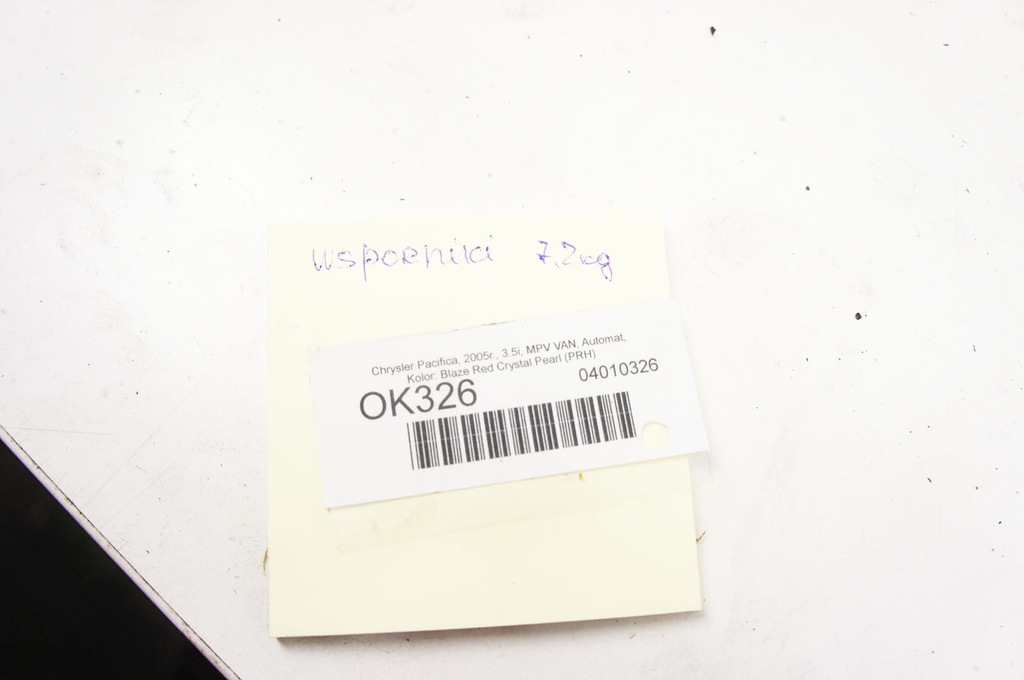 wsporniki 7.2kg
Chrysler Pacifica, 2005r., 3.5i, MPV VAN, Automat,
Kolor: Blaze Red Crystal Pearl (PRH)
OK326 04010326